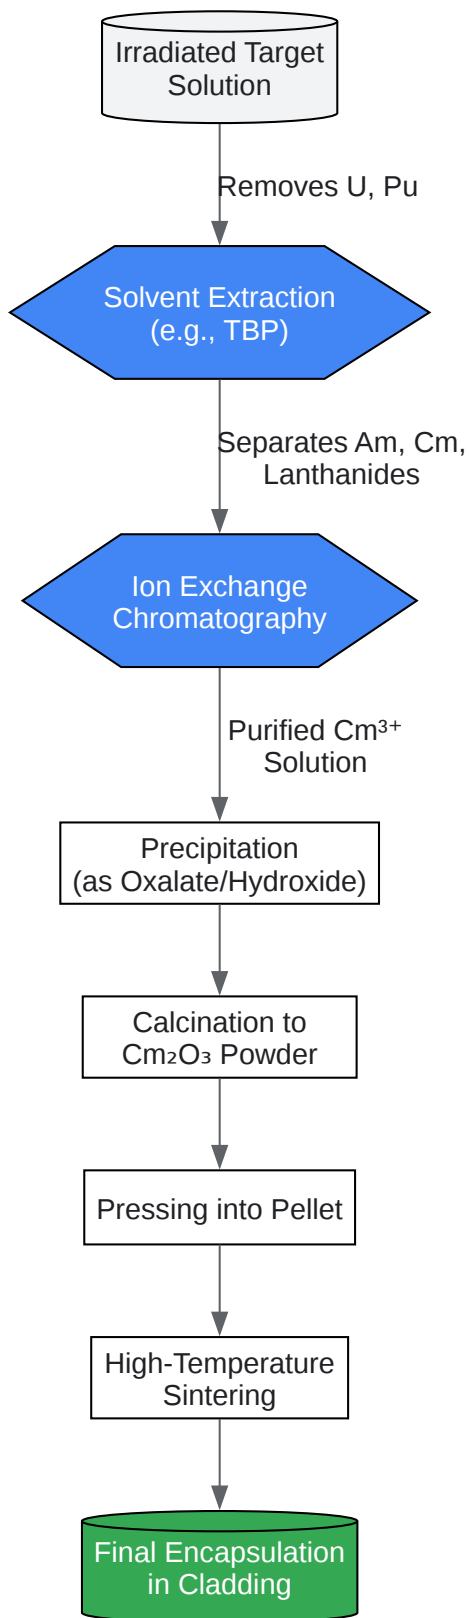 Irradiated Target
Solution
Removes U, Pu
Solvent Extraction
(e.g., TBP)
Separates Am, Cm,
Lanthanides
Ion Exchange
Chromatography
Purified Cm³⁺
Solution
Precipitation
(as Oxalate/Hydroxide)
Calcination to
Cm₂O₃ Powder
Pressing into Pellet
High-Temperature
Sintering
Final Encapsulation
in Cladding